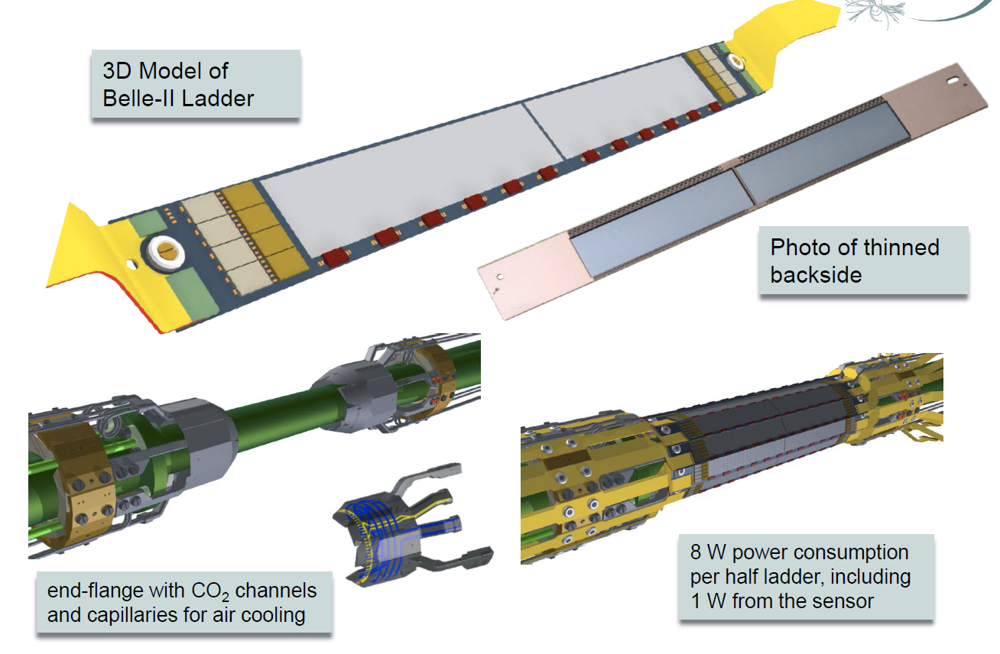 3D Model of
Belle-II Ladder
Photo of thinned
backside
end-flange with CO₂ channels
and capillaries for air cooling
8 W power consumption
per half ladder, including
1 W from the sensor